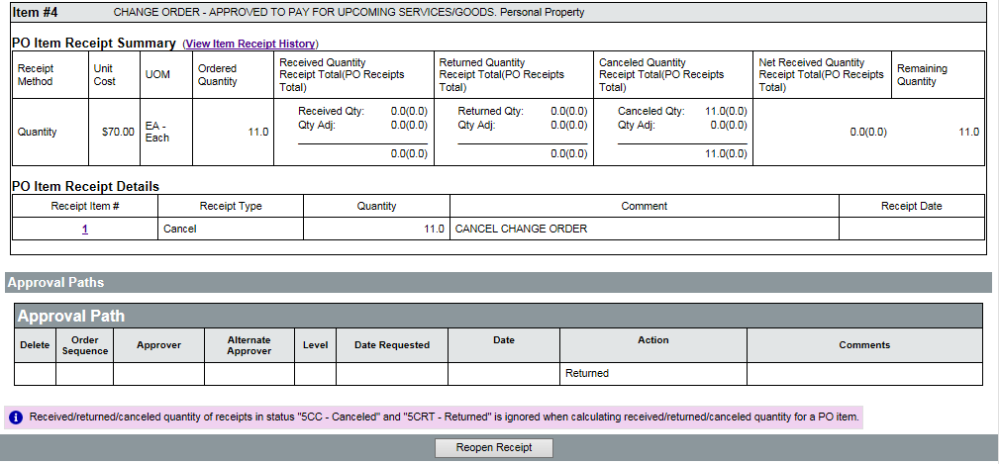 Item #4 CHANGE ORDER - APPROVED TO PAY FOR UPCOMING SERVICES/GOODS. Personal Property
PO Item Receipt Summary (View Item Receipt History)
Receipt Method Unit Cost UOM Ordered Quantity Received Quantity Receipt Total(PO Receipts Total) Returned Quantity Receipt Total(PO Receipts Total) Canceled Quantity Receipt Total(PO Receipts Total) Net Received Quantity Receipt Total(PO Receipts Total) Remaining Quantity
Quantity $70.00 EA - Each 11.0
Received Qty: 0.0(0.0)
Qty Adj: 0.0(0.0)
0.0(0.0)
Returned Qty: 0.0(0.0)
Qty Adj: 0.0(0.0)
0.0(0.0)
Canceled Qty: 11.0(0.0)
Qty Adj: 0.0(0.0)
11.0(0.0)
0.0(0.0) 11.0
PO Item Receipt Details
Receipt Item # Receipt Type Quantity Comment Receipt Date
1 Cancel 11.0 CANCEL CHANGE ORDER
Approval Paths
Approval Path
Delete Order Sequence Approver Alternate Approver Level Date Requested Date Action Comments
Returned
Received/returned/canceled quantity of receipts in status "5CC - Canceled" and "5CRT - Returned" is ignored when calculating received/returned/canceled quantity for a PO item.
Reopen Receipt